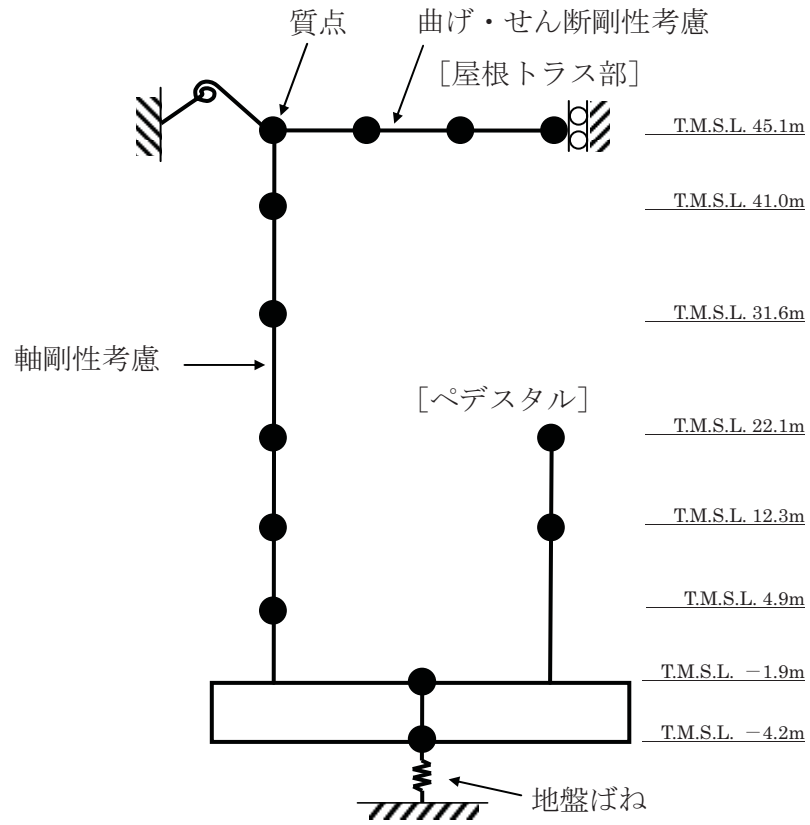 質点
曲げ・せん断剛性考慮
［屋根トラス部］
T.M.S.L. 45.1m
T.M.S.L. 41.0m
T.M.S.L. 31.6m
軸剛性考慮
［ペデスタル］
T.M.S.L. 22.1m
T.M.S.L. 12.3m
T.M.S.L. 4.9m
T.M.S.L. －1.9m
T.M.S.L. －4.2m
地盤ばね